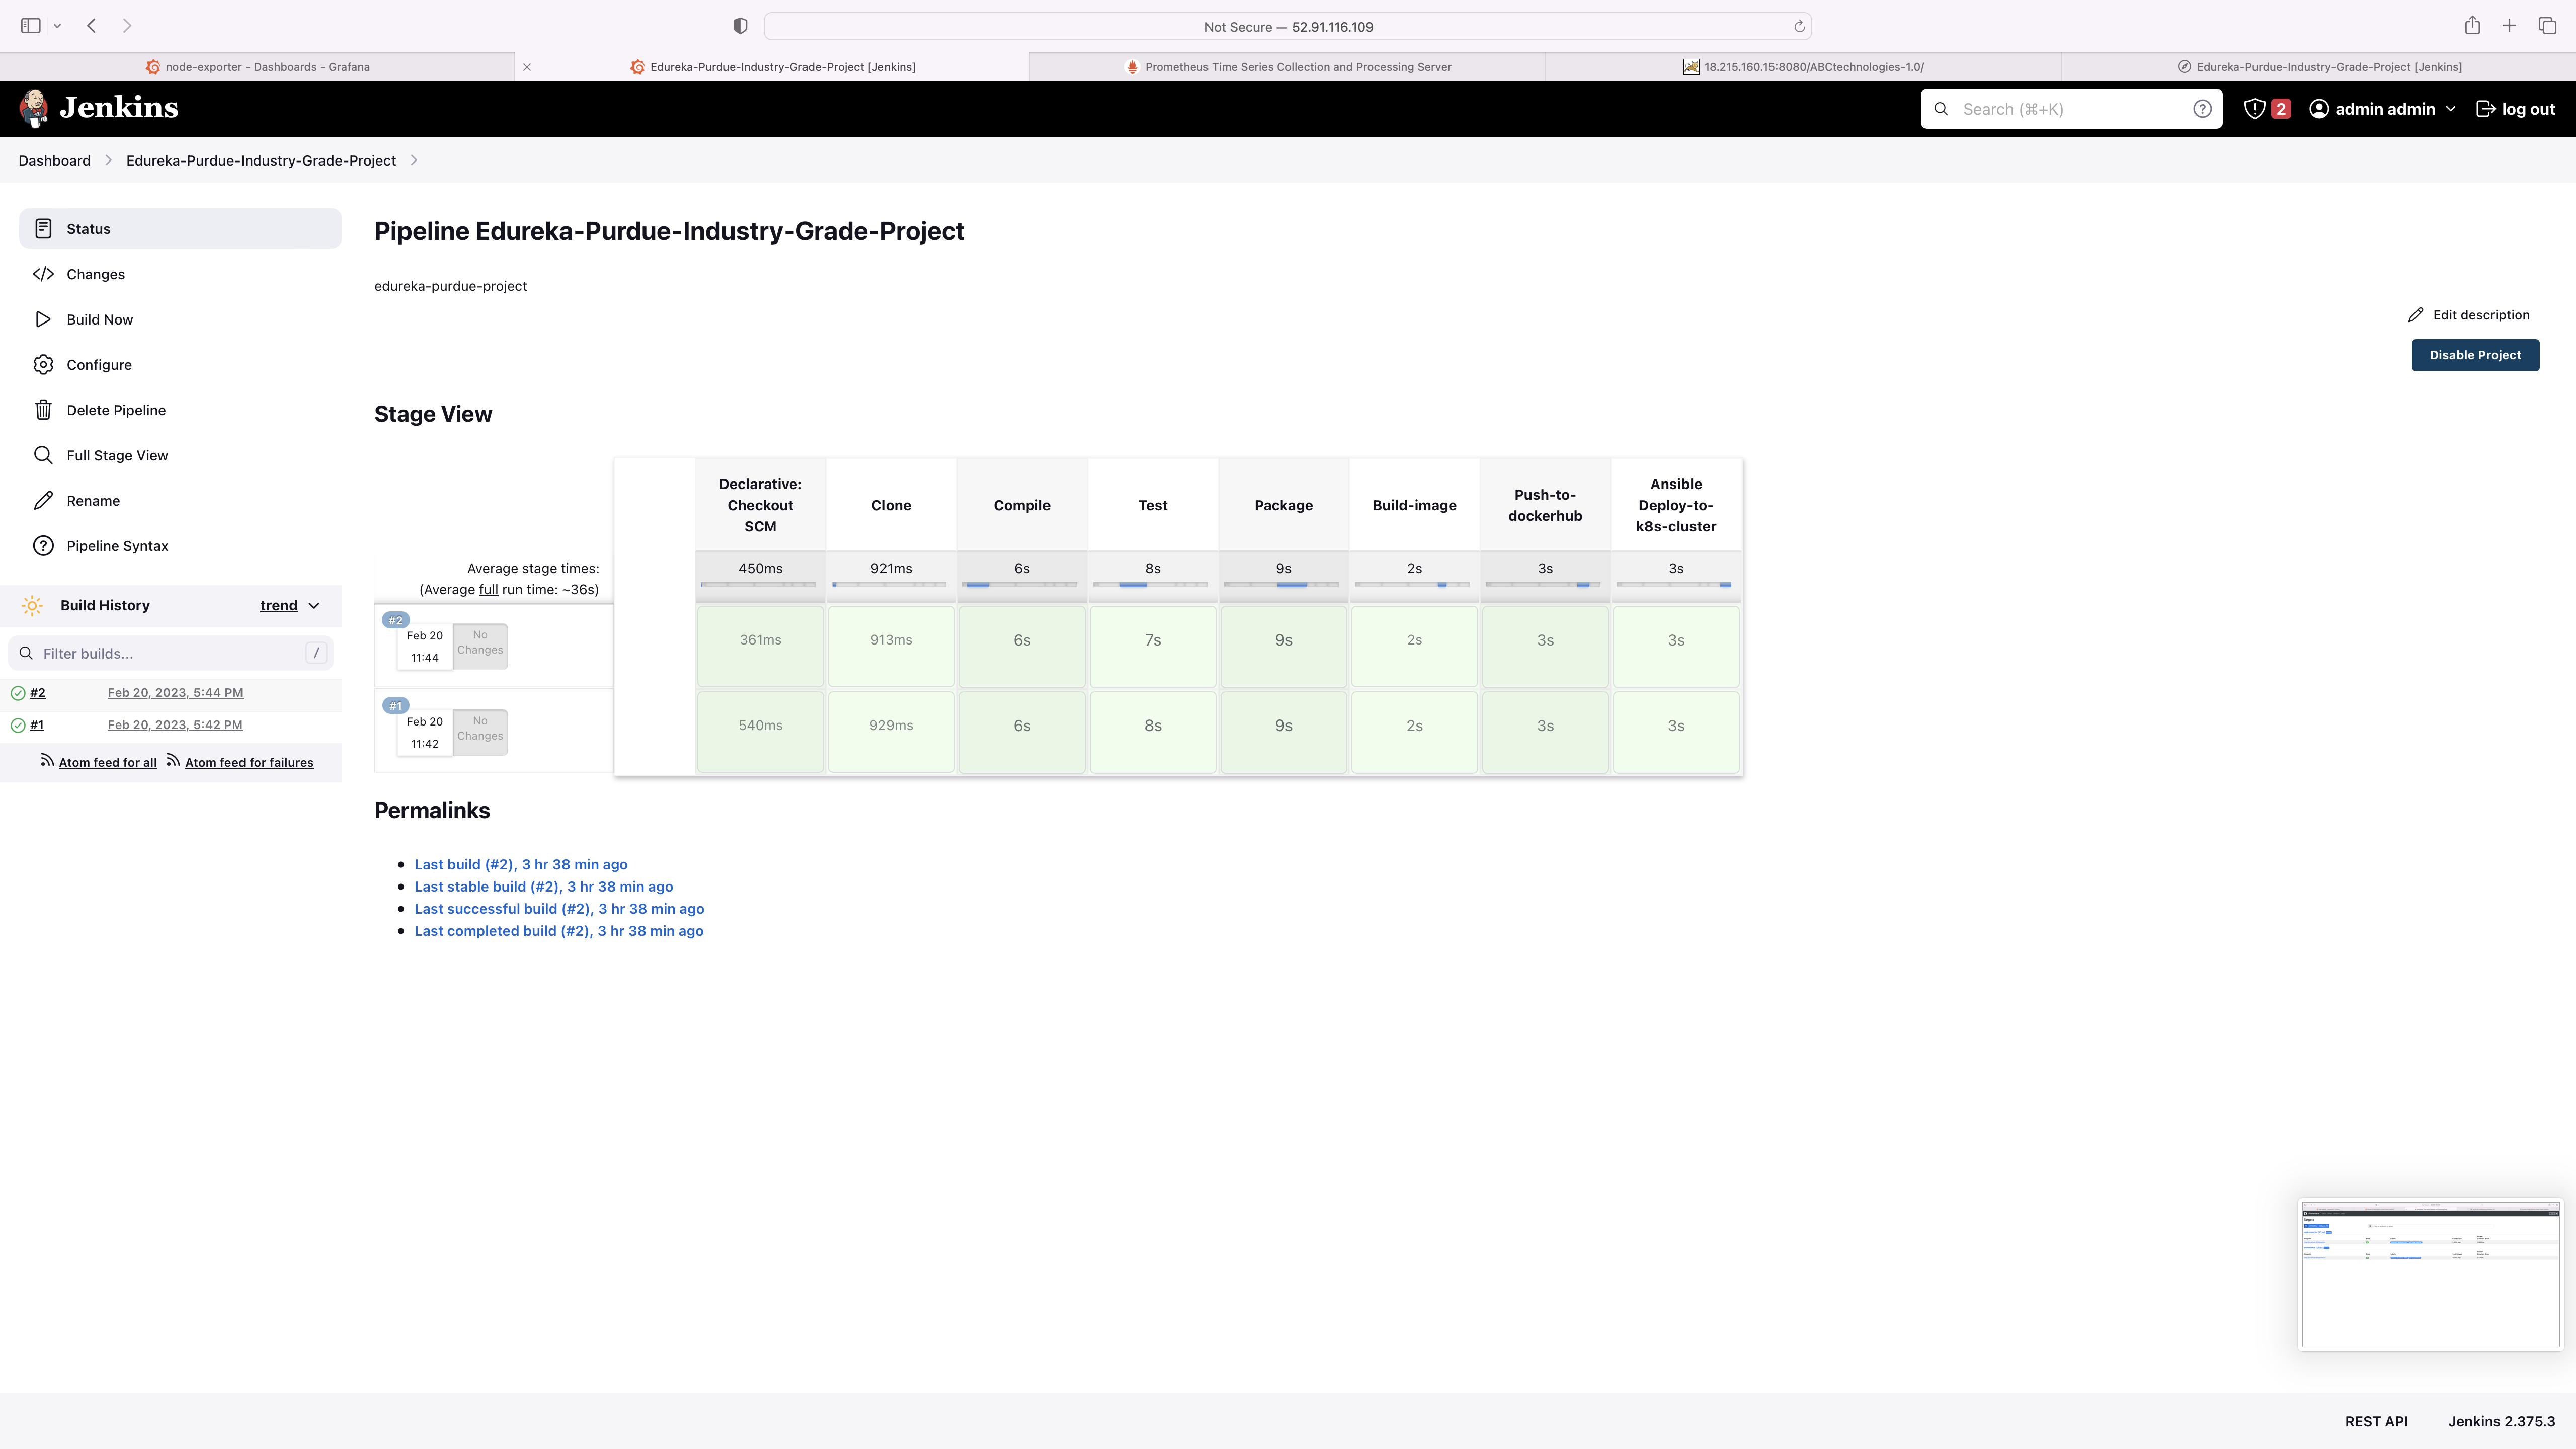 Not Secure — 52.91.116.109
node-exporter - Dashboards - Grafana
Edureka-Purdue-Industry-Grade-Project [Jenkins]
Prometheus Time Series Collection and Processing Server
18.215.160.15:8080/ABCtechnologies-1.0/
Edureka-Purdue-Industry-Grade-Project [Jenkins]
Jenkins
Search (⌘+K)
2
admin admin
log out
Dashboard
Edureka-Purdue-Industry-Grade-Project
Status
Changes
Build Now
Configure
Delete Pipeline
Full Stage View
Rename
Pipeline Syntax
Build History
trend
Filter builds...
/
#2 Feb 20, 2023, 5:44 PM
#1 Feb 20, 2023, 5:42 PM
Atom feed for all Atom feed for failures
Pipeline Edureka-Purdue-Industry-Grade-Project
edureka-purdue-project
Edit description
Disable Project
Stage View
Declarative:
Checkout
SCM
Clone
Compile
Test
Package
Build-image
Push-to-
dockerhub
Ansible
Deploy-to-
k8s-cluster
Average stage times:
(Average full run time: ~36s)
450ms 921ms 6s 8s 9s 2s 3s 3s
#2
Feb 20
11:44
No
Changes
361ms 913ms 6s 7s 9s 2s 3s 3s
#1
Feb 20
11:42
No
Changes
540ms 929ms 6s 8s 9s 2s 3s 3s
Permalinks
Last build (#2), 3 hr 38 min ago
Last stable build (#2), 3 hr 38 min ago
Last successful build (#2), 3 hr 38 min ago
Last completed build (#2), 3 hr 38 min ago
REST API
Jenkins 2.375.3